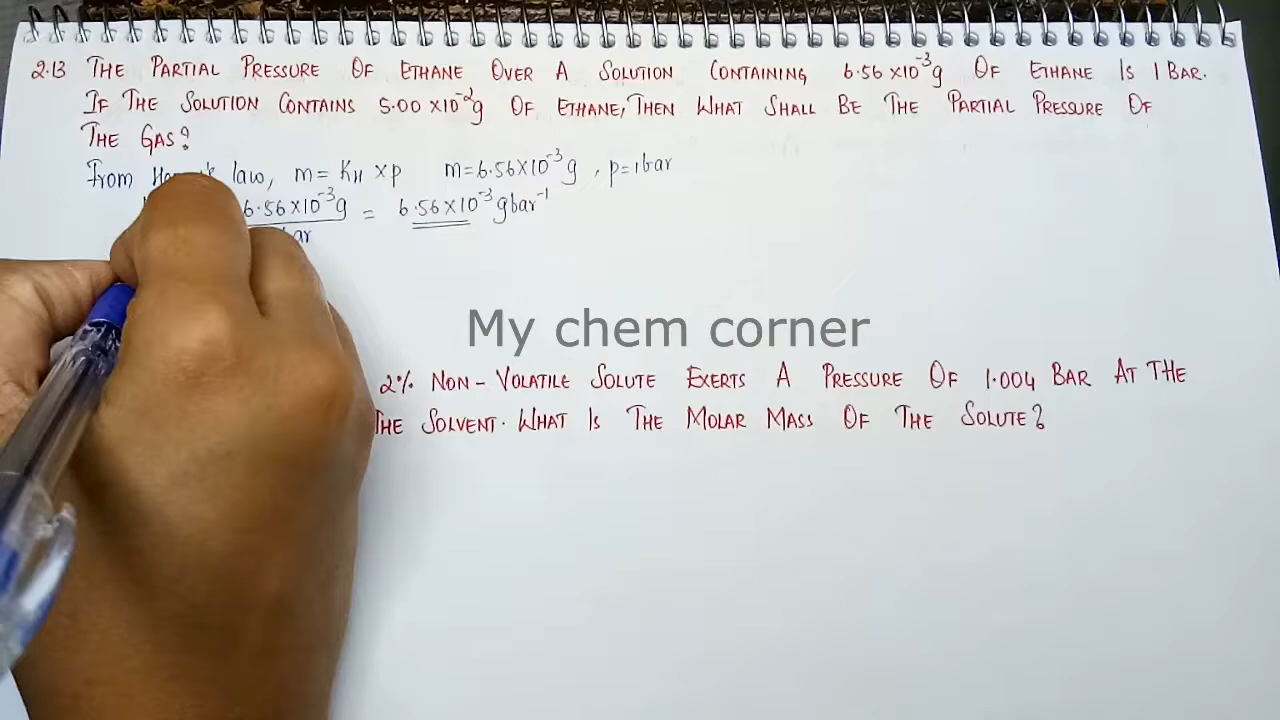 2.13 THE PARTIAL PRESSURE OF ETHANE OVER A SOLUTION CONTAINING 6.56 ×10⁻³g OF ETHANE IS 1 BAR.
IF THE SOLUTION CONTAINS 5.00 ×10⁻²g OF ETHANE, THEN WHAT SHALL BE THE PARTIAL PRESSURE OF
THE GAS?
From law, m = KH × p m = 6.56×10⁻³g , p=1bar
6.56×10⁻³g = 6.56×10⁻³ gbar⁻¹
My chem corner
2% NON-VOLATILE SOLUTE EXERTS A PRESSURE OF 1.004 BAR AT THE
THE SOLVENT. WHAT IS THE MOLAR MASS OF THE SOLUTE?